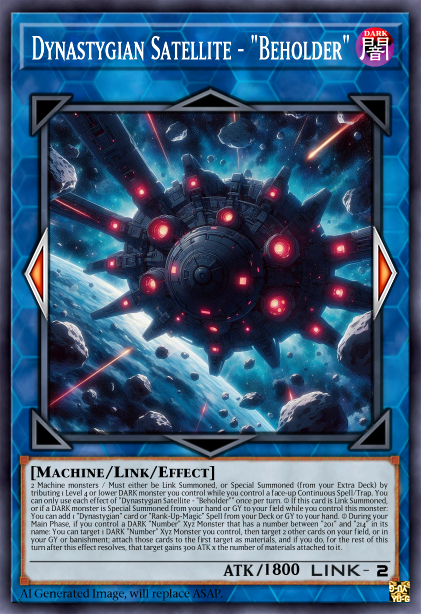 Dynastygian Satellite - "Beholder"
DARK
闇
[Machine/Link/Effect]
2 Machine monsters / Must either be Link Summoned, or Special Summoned (from your Extra Deck) by
tributing 1 Level 4 or lower DARK monster you control while you control a face-up Continuous Spell/Trap. You
can only use each effect of "Dynastygian Satellite - "Beholder"" once per turn. ① If this card is Link Summoned,
or if a DARK monster is Special Summoned from your hand or GY to your field while you control this monster:
You can add 1 "Dynastygian" card or "Rank-Up-Magic" Spell from your Deck or GY to your hand. ② During your
Main Phase, if you control a DARK "Number" Xyz Monster that has a number between "201" and "214" in its
name: You can target 1 DARK "Number" Xyz Monster you control, then target 2 other cards on your field, or in
your GY or banishment; attach those cards to the first target as materials, and if you do, for the rest of this
turn after this effect resolves, that target gains 300 ATK x the number of materials attached to it.
ATK/1800 LINK-2
AI Generated Image, will replace ASAP.